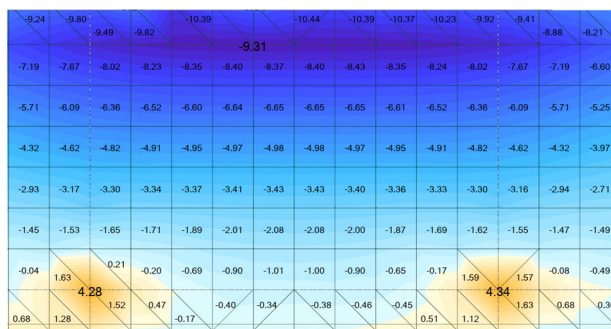 -9.24 -9.80 -10.39 -10.44 -10.39 -10.37 -10.23 -9.92 -9.41
-9.49 -9.82 -8.88 -8.21
-9.31
-7.19 -7.67 -8.02 -8.23 -8.35 -8.40 -8.37 -8.40 -8.43 -8.35 -8.24 -8.02 -7.67 -7.19 -6.60
-5.71 -6.09 -6.36 -6.52 -6.60 -6.64 -6.65 -6.65 -6.65 -6.61 -6.52 -6.36 -6.09 -5.71 -5.25
-4.32 -4.62 -4.82 -4.91 -4.95 -4.97 -4.98 -4.98 -4.97 -4.95 -4.91 -4.82 -4.62 -4.32 -3.97
-2.93 -3.17 -3.30 -3.34 -3.37 -3.41 -3.43 -3.43 -3.40 -3.36 -3.33 -3.30 -3.16 -2.94 -2.71
-1.45 -1.53 -1.65 -1.71 -1.89 -2.01 -2.08 -2.08 -2.00 -1.87 -1.69 -1.62 -1.55 -1.47 -1.49
0.21
-0.04 1.63 -0.20 -0.69 -0.90 -1.01 -1.00 -0.90 -0.65 -0.17 1.59 1.57 -0.08 -0.49
4.28 4.34
1.52 0.47 -0.40 -0.34 -0.38 -0.46 -0.45 1.63 0.68
0.68 1.28 -0.17 0.51 1.12